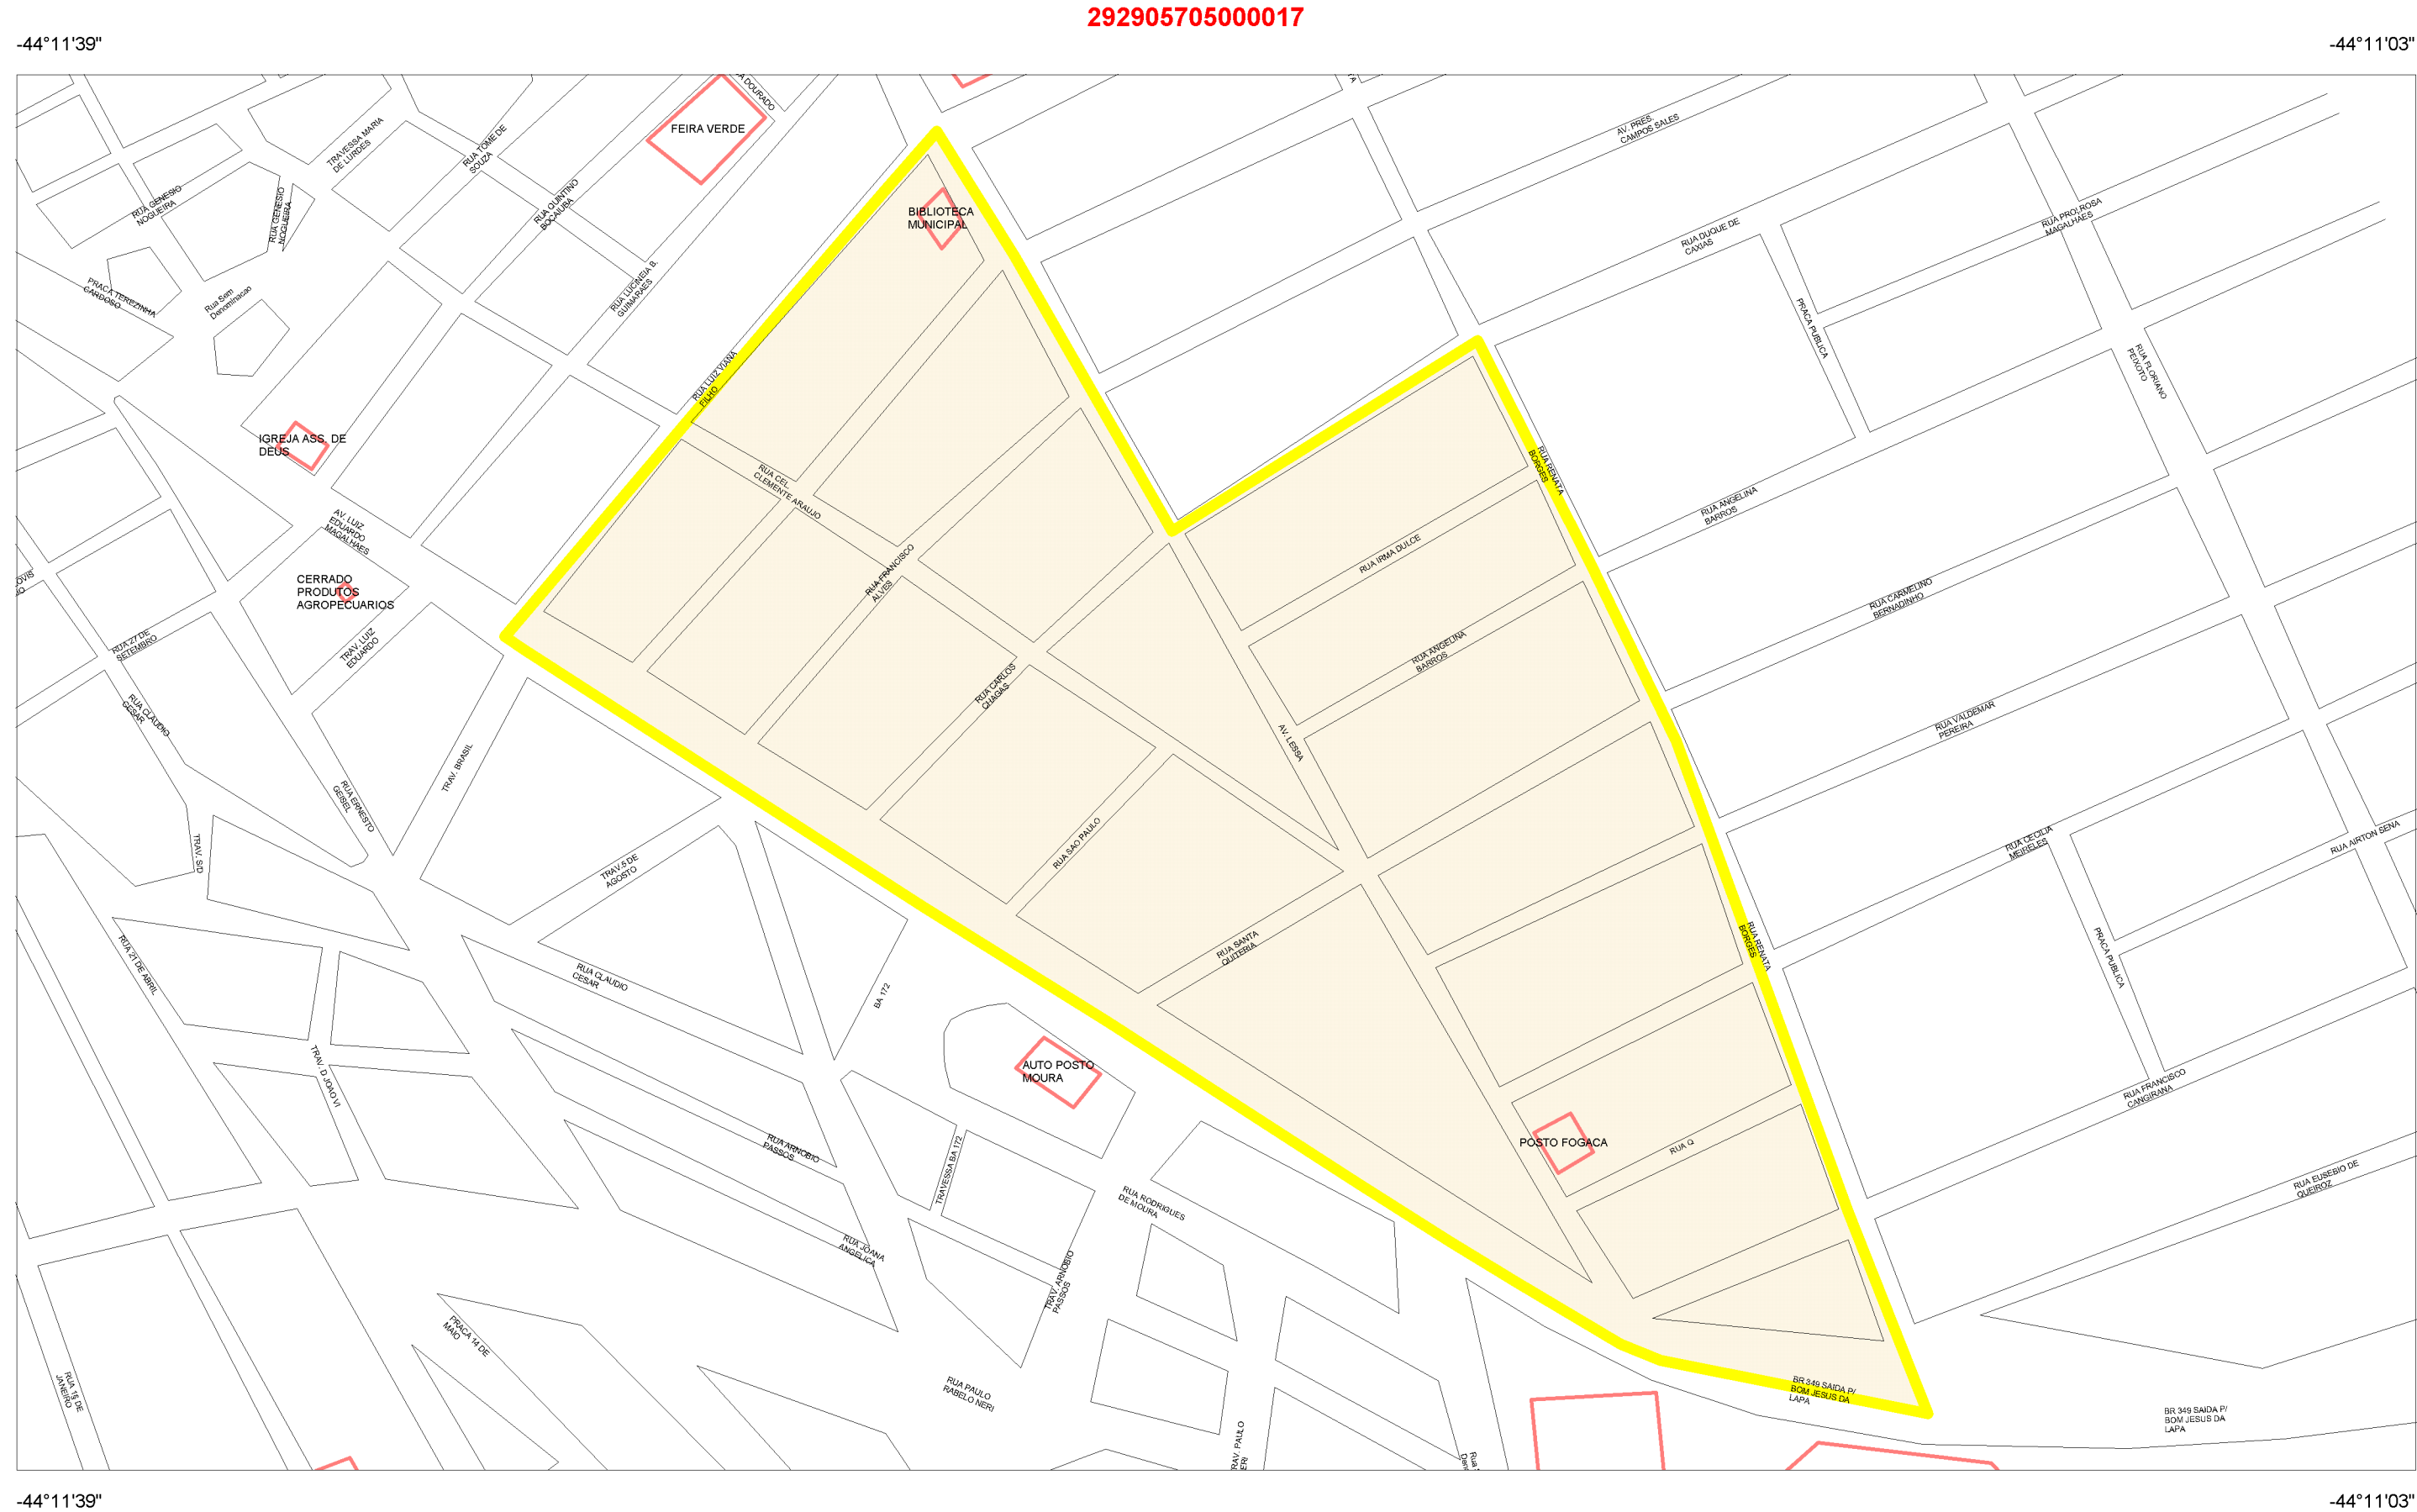 292905705000017
-44°11'39"
-44°11'03"
A DOURADO
FEIRA VERDE
TRAVESSA MARIA
DE LURDES
RUA TOME DE
SOUZA
AV. PRES.
CAMPOS SALES
RUA GENESIO
NOGUEIRA
RUA GENESIO
NOGUEIRA
RUA QUINTINO
BOCAIUBA
BIBLIOTECA
MUNICIPAL
RUA DUQUE DE
CAXIAS
MAGALHAES
PRACA TEREZINHA
CARDOSO
Rua Sem
Denominacao
RUA LUCINEIA B.
GUIMARAES
PRACA PUBLICA
RUA LUIZ VIANA
FILHO
RUA FLORIANO
PEIXOTO
IGREJA ASS. DE
DEUS
RUA CEL.
CLEMENTE ARAUJO
RUA RENATA
BORGES
RUA ANGELINA
BARROS
AV. LUIZ
EDUARDO
MAGALHAES
RUA IRMA DULCE
RUA FRANCISCO
ALVES
CERRADO
PRODUTOS
AGROPECUARIOS
RUA CARMELINO
BERNADINHO
RUA 27 DE
SETEMBRO
TRAV. LUIZ
EDUARDO
RUA ANGELINA
BARROS
RUA CARLOS
CHAGAS
RUA CLAUDIO
CESAR
RUA VALDEMAR
PEREIRA
AV. LESSA
TRAV. BRASIL
RUA ERNESTO
GEISEL
RUA SAO PAULO
RUA CECILIA
MEIRELES
RUA AIRTON SENA
TRAV. S/D
TRAV.5 DE
AGOSTO
RUA SANTA
QUITERIA
RUA RENATA
BORGES
PRACA PUBLICA
RUA 21 DE ABRIL
RUA CLAUDIO
CESAR
BA 172
AUTO POSTO
MOURA
TRAV. D JOAO VI
RUA FRANCISCO
CANGIRANA
POSTO FOGACA
RUA Q
RUA ARNOBIO
PASSOS
TRAVESSA BA 172
RUA EUSEBIO DE
QUEIROZ
RUA RODRIGUES
DE MOURA
RUA JOANA
ANGELICA
TRAV. ARNOBIO
PASSOS
PRACA 14 DE
MAIO
RUA 15 DE
JANEIRO
RUA PAULO
RABELO NERI
BR 349 SAIDA P/
BOM JESUS DA
LAPA
BR 349 SAIDA P/
BOM JESUS DA
LAPA
RAV. PAULO
ERI
-44°11'39"
-44°11'03"